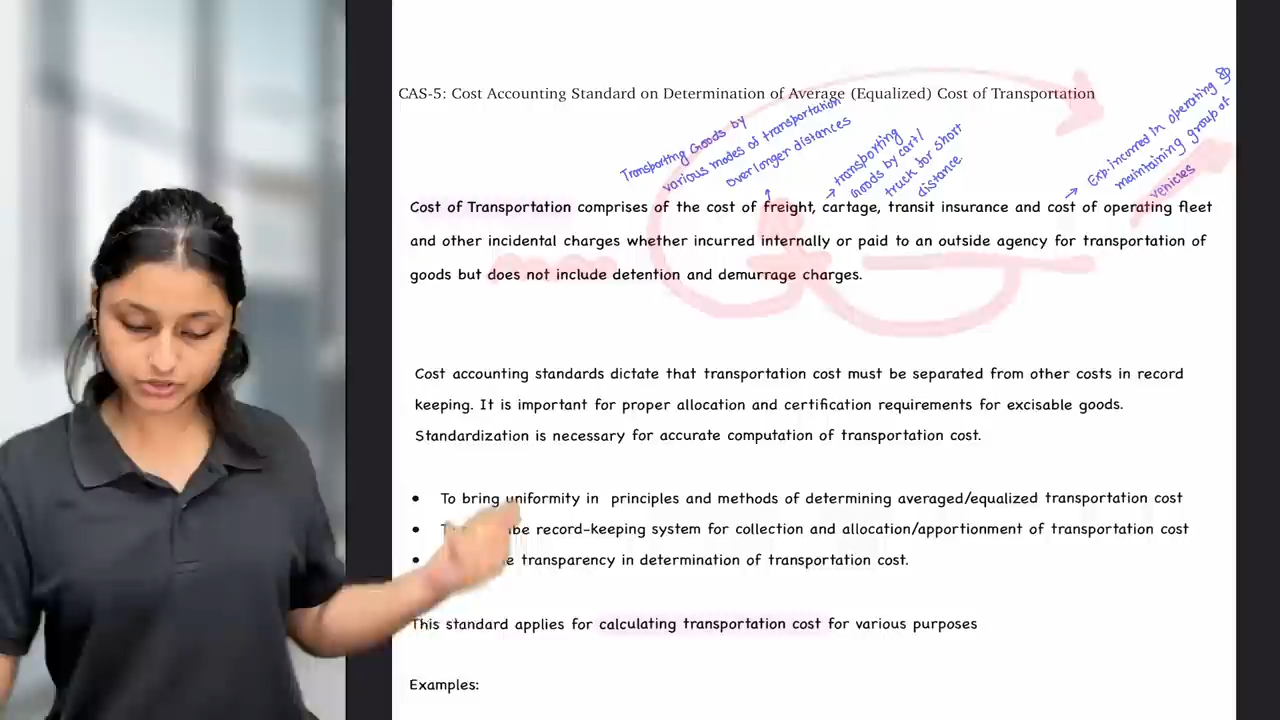 CAS-5: Cost Accounting Standard on Determination of Average (Equalized) Cost of Transportation
Transporting Goods by
various modes of transportation
over longer distances
→ transporting
Goods by cart/
truck for short
distance
→ Exp. incurred in operating &
maintaining group of
vehicles
Cost of Transportation comprises of the cost of freight, cartage, transit insurance and cost of operating fleet
and other incidental charges whether incurred internally or paid to an outside agency for transportation of
goods but does not include detention and demurrage charges.
Cost accounting standards dictate that transportation cost must be separated from other costs in record
keeping. It is important for proper allocation and certification requirements for excisable goods.
Standardization is necessary for accurate computation of transportation cost.
• To bring uniformity in principles and methods of determining averaged/equalized transportation cost
• record-keeping system for collection and allocation/apportionment of transportation cost
• transparency in determination of transportation cost.
This standard applies for calculating transportation cost for various purposes
Examples: